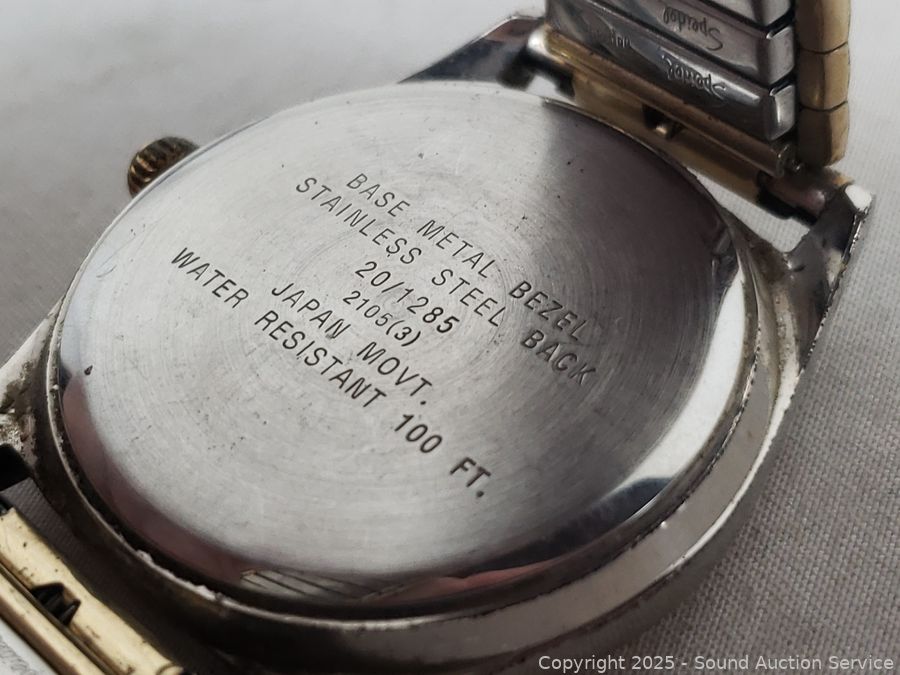 Speidel
Speidel
BASE METAL BEZEL
STAINLESS STEEL BACK
20/1285
2105(3)
JAPAN MOVT.
WATER RESISTANT 100 FT.
Copyright 2025 - Sound Auction Service